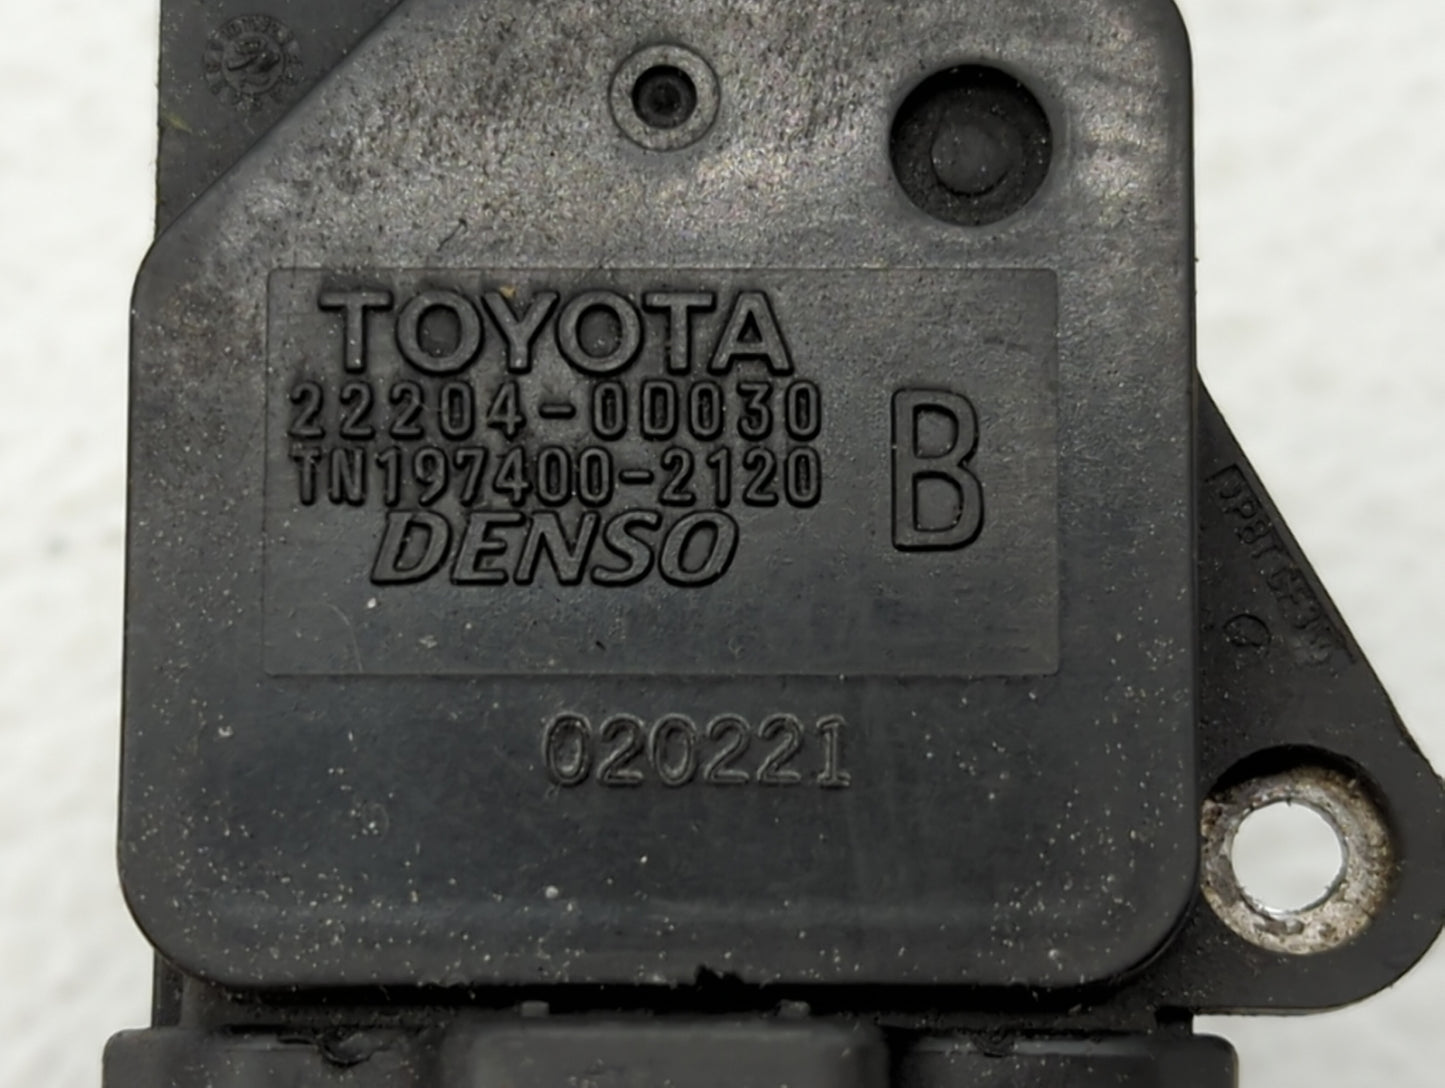 TOYOTA
22204-0D030
TN197400-2120
DENSO
B
020221